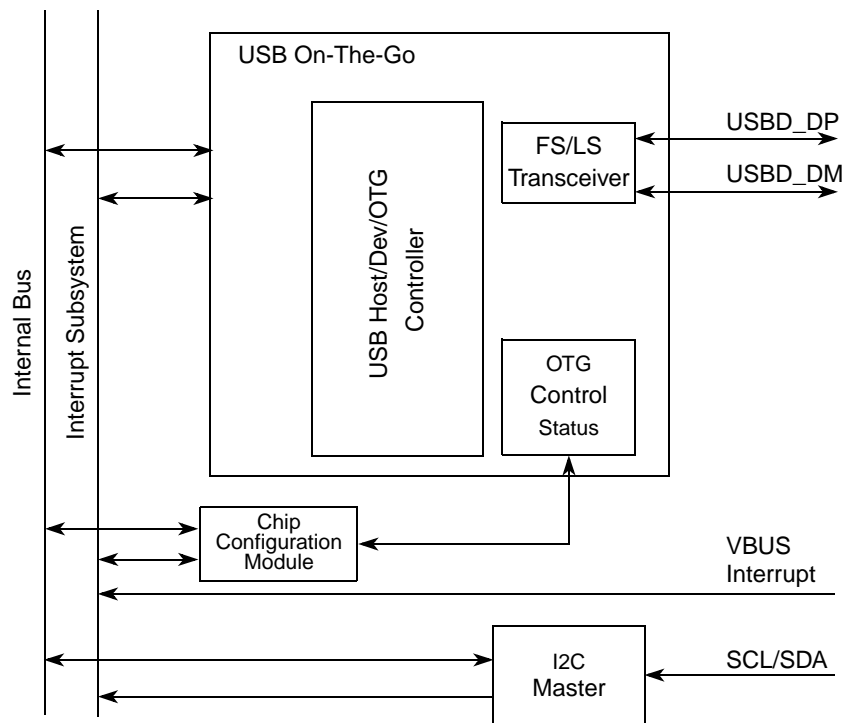 USB On-The-Go
USBD_DP
FS/LS
Transceiver
USBD_DM
USB Host/Dev/OTG
Controller
Internal Bus
Interrupt Subsystem
OTG
Control
Status
Chip
Configuration
Module
VBUS
Interrupt
I2C
Master
SCL/SDA